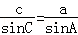 c/sinC = a/sinA